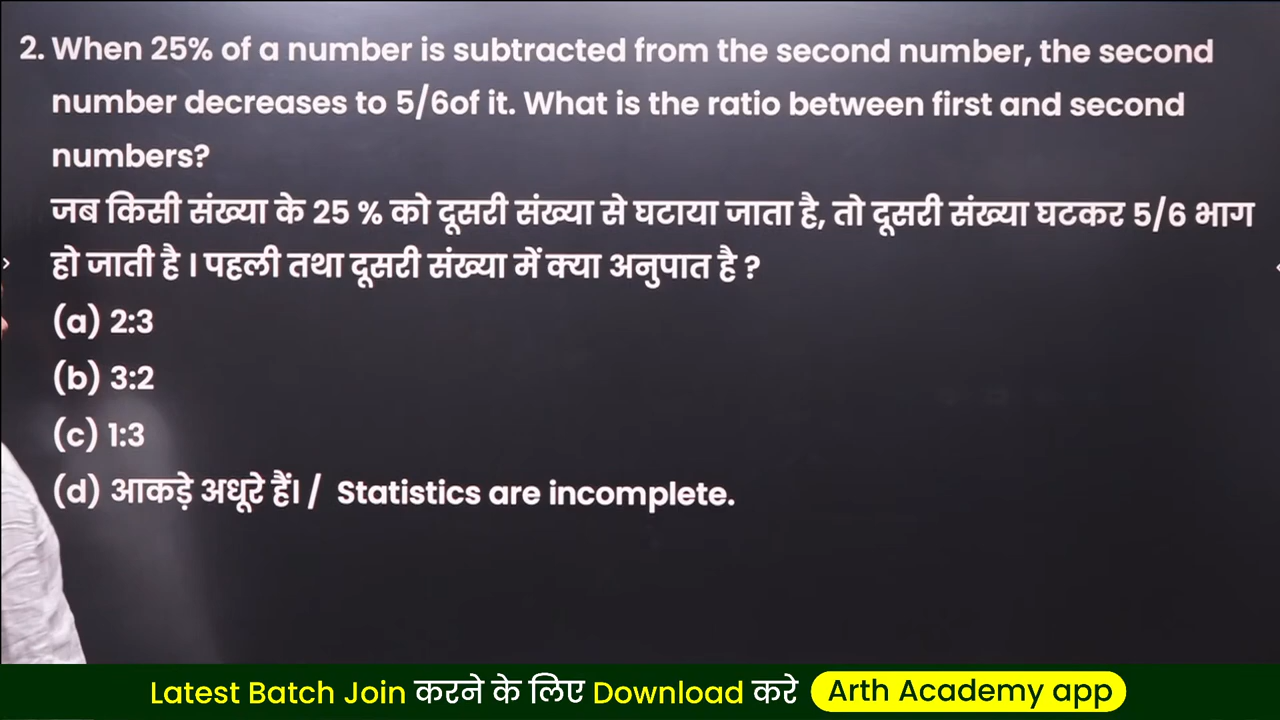 2. When 25% of a number is subtracted from the second number, the second
number decreases to 5/6of it. What is the ratio between first and second
numbers?
जब किसी संख्या के 25 % को दूसरी संख्या से घटाया जाता है, तो दूसरी संख्या घटकर 5/6 भाग
हो जाती है । पहली तथा दूसरी संख्या में क्या अनुपात है ?
(a) 2:3
(b) 3:2
(c) 1:3
(d) आकड़े अधूरे हैं। / Statistics are incomplete.
Latest Batch Join करने के लिए Download करे Arth Academy app